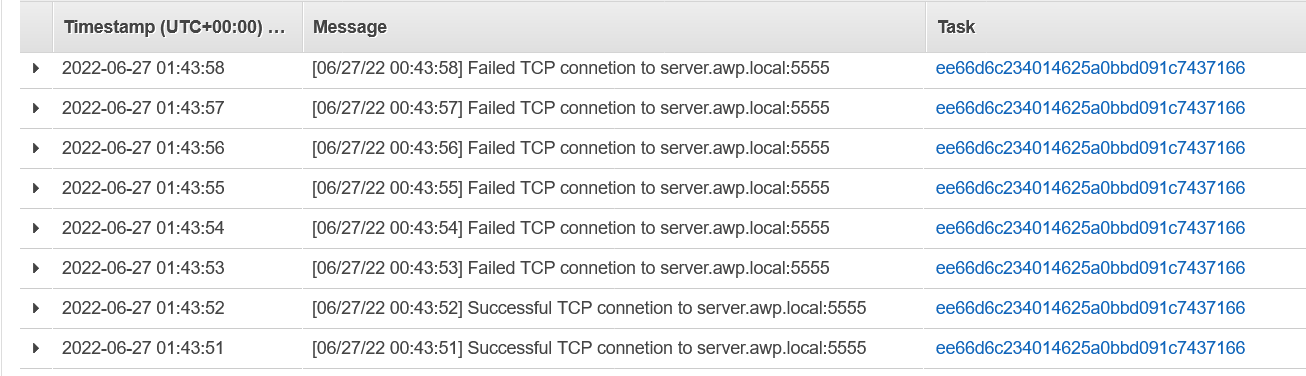 Timestamp (UTC+00:00) ... Message Task
2022-06-27 01:43:58 [06/27/22 00:43:58] Failed TCP connetion to server.awp.local:5555 ee66d6c234014625a0bbd091c7437166
2022-06-27 01:43:57 [06/27/22 00:43:57] Failed TCP connetion to server.awp.local:5555 ee66d6c234014625a0bbd091c7437166
2022-06-27 01:43:56 [06/27/22 00:43:56] Failed TCP connetion to server.awp.local:5555 ee66d6c234014625a0bbd091c7437166
2022-06-27 01:43:55 [06/27/22 00:43:55] Failed TCP connetion to server.awp.local:5555 ee66d6c234014625a0bbd091c7437166
2022-06-27 01:43:54 [06/27/22 00:43:54] Failed TCP connetion to server.awp.local:5555 ee66d6c234014625a0bbd091c7437166
2022-06-27 01:43:53 [06/27/22 00:43:53] Failed TCP connetion to server.awp.local:5555 ee66d6c234014625a0bbd091c7437166
2022-06-27 01:43:52 [06/27/22 00:43:52] Successful TCP connetion to server.awp.local:5555 ee66d6c234014625a0bbd091c7437166
2022-06-27 01:43:51 [06/27/22 00:43:51] Successful TCP connetion to server.awp.local:5555 ee66d6c234014625a0bbd091c7437166